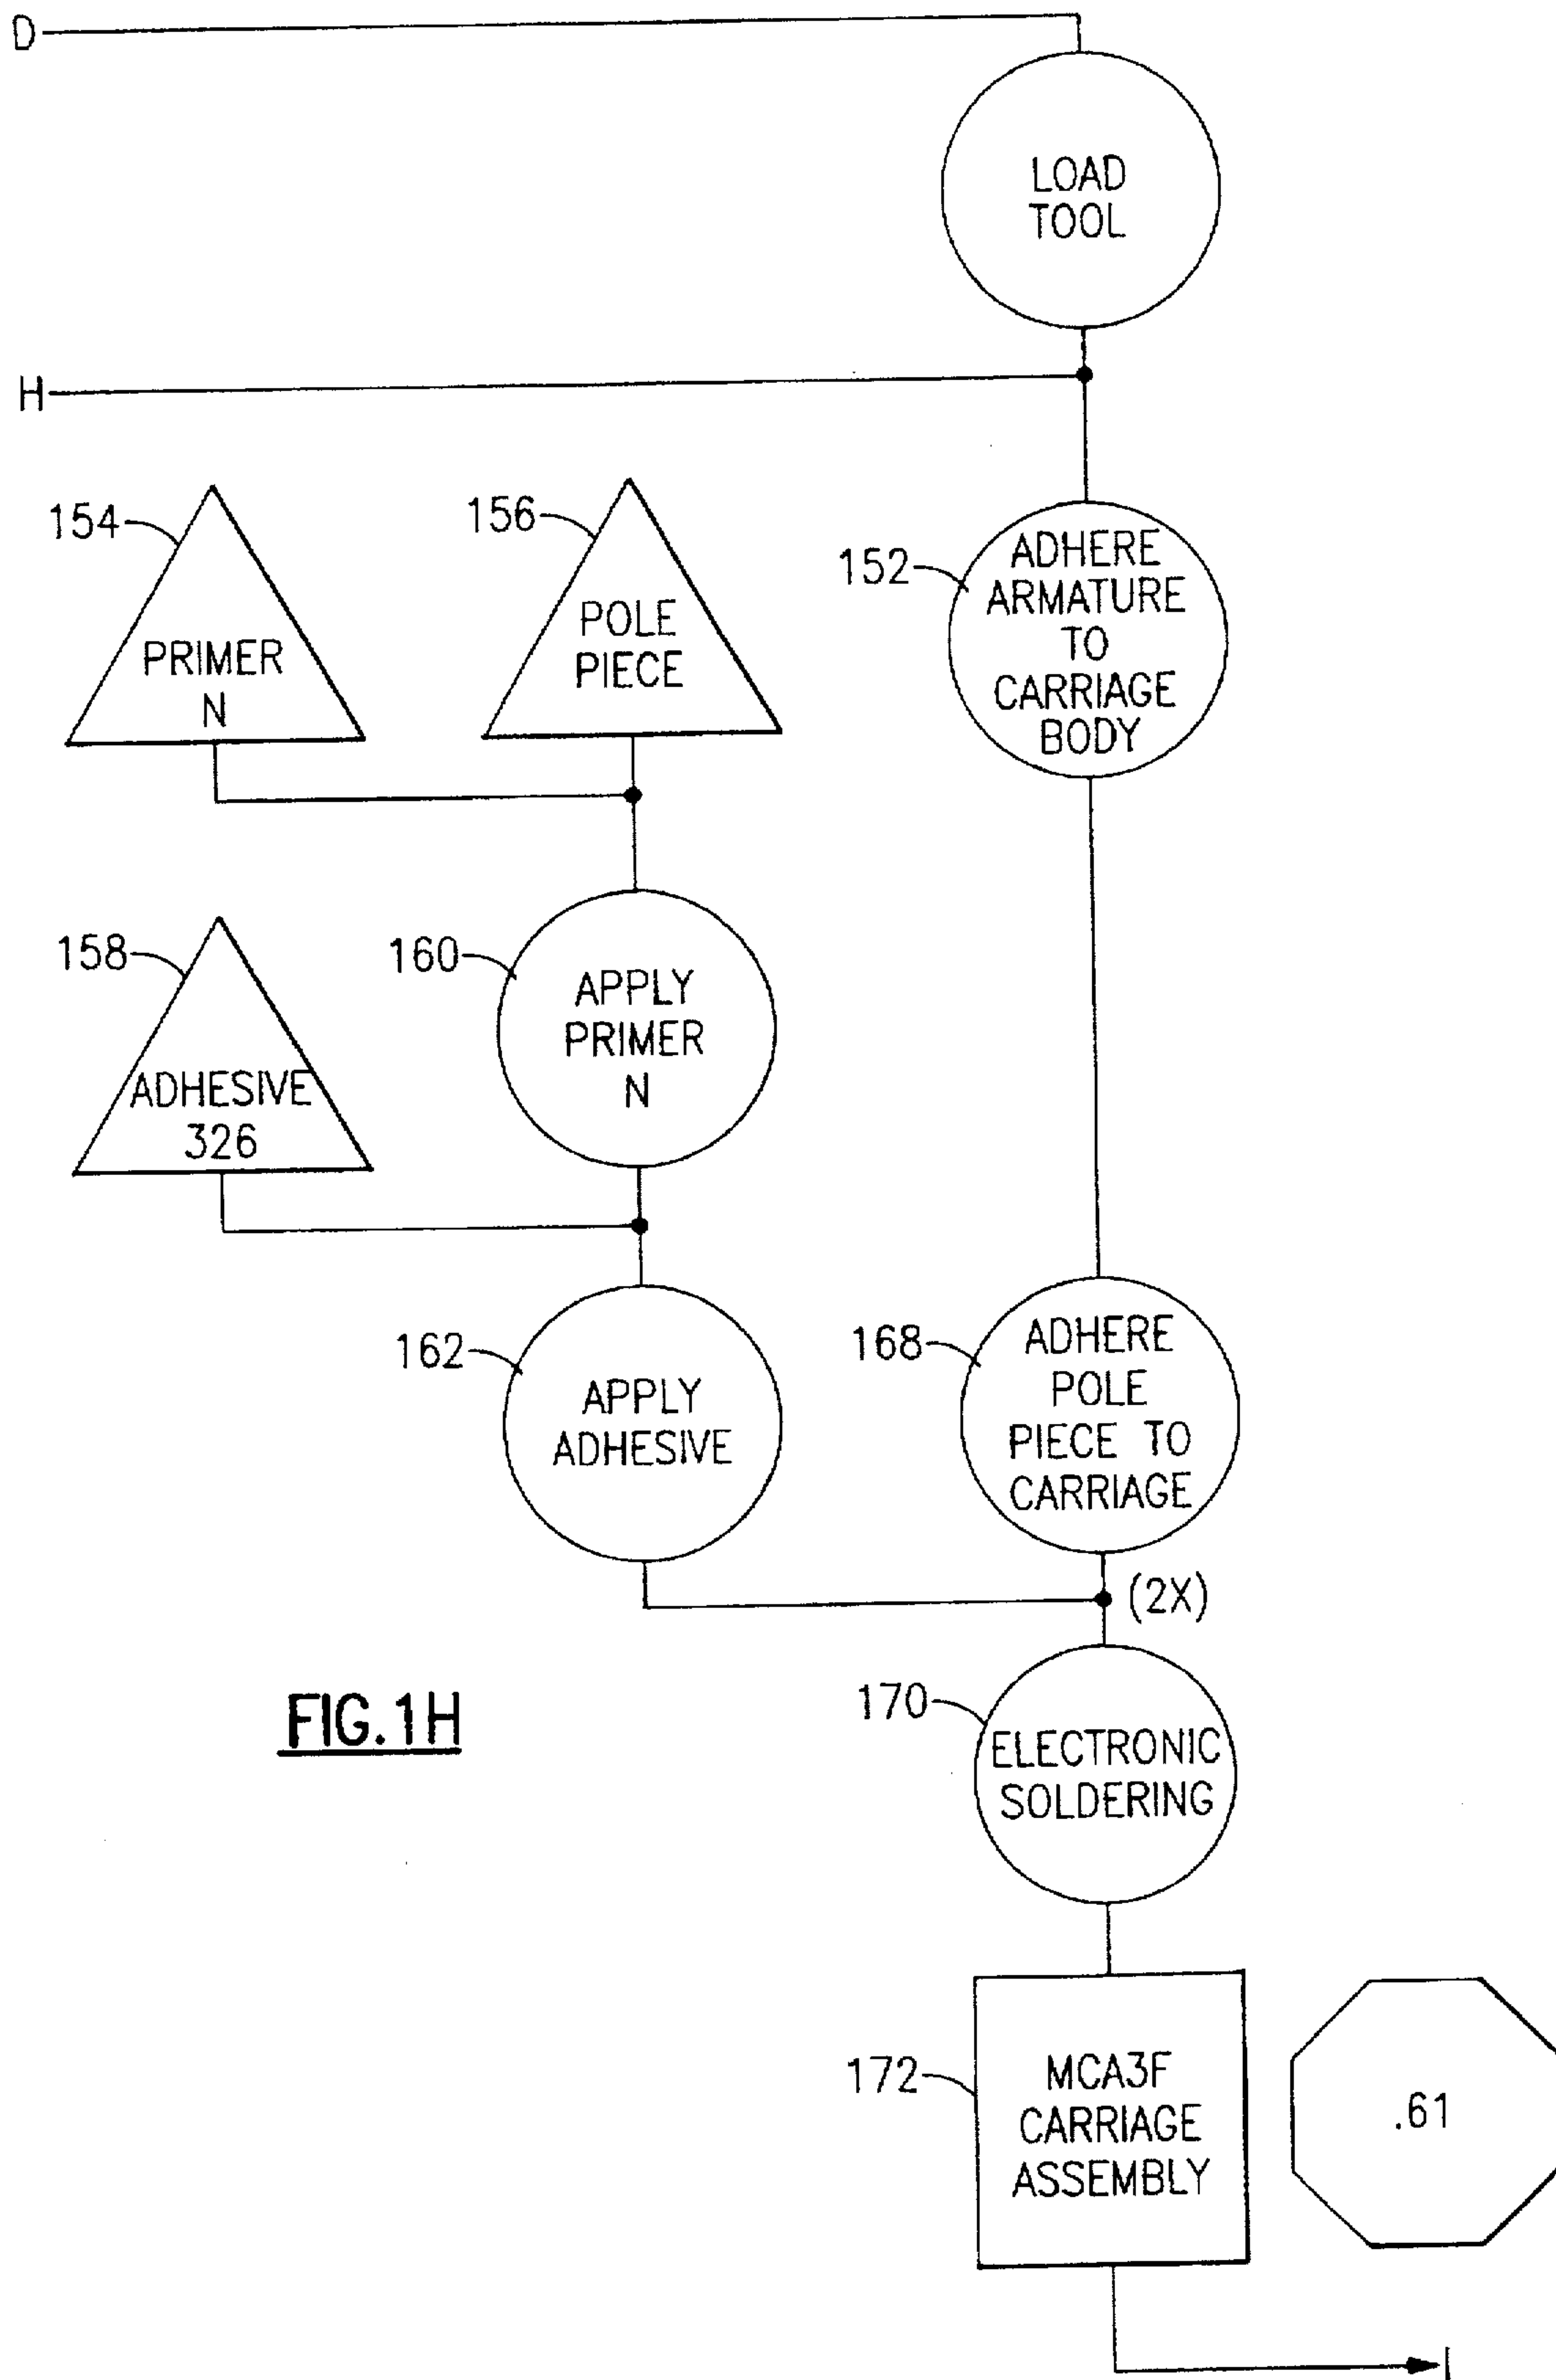 D
LOAD
TOOL
H
154
PRIMER
N
156
POLE
PIECE
152
ADHERE
ARMATURE
TO
CARRIAGE
BODY
158
ADHESIVE
326
160
APPLY
PRIMER
N
162
APPLY
ADHESIVE
168
ADHERE
POLE
PIECE TO
CARRIAGE
(2X)
170
ELECTRONIC
SOLDERING
FIG.1H
172
MCA3F
CARRIAGE
ASSEMBLY
.61